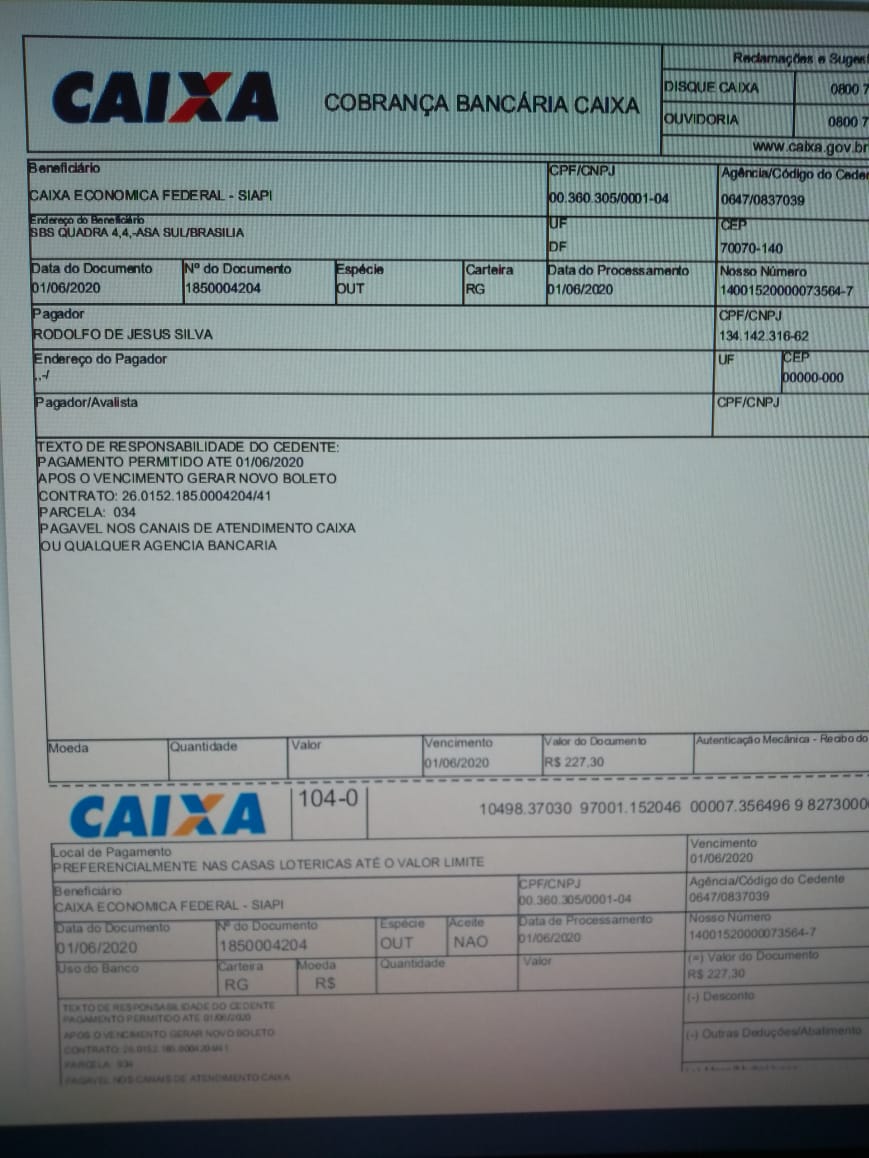 Reclamações e Suges
CAIXA COBRANÇA BANCÁRIA CAIXA
DISQUE CAIXA 0800 7
OUVIDORIA 0800 7
www.caixa.gov.br
Beneficiário CPF/CNPJ Agência/Código do Ceder
CAIXA ECONOMICA FEDERAL - SIAPI 00.360.305/0001-04 0647/0837039
Endereço do Beneficiário UF CEP
SBS QUADRA 4,4,-ASA SUL/BRASILIA DF 70070-140
Data do Documento Nº do Documento Espécie Carteira Data do Processamento Nosso Número
01/06/2020 1850004204 OUT RG 01/06/2020 14001520000073564-7
Pagador CPF/CNPJ
RODOLFO DE JESUS SILVA 134.142.316-62
Endereço do Pagador UF CEP
,,-/ 00000-000
Pagador/Avalista CPF/CNPJ
TEXTO DE RESPONSABILIDADE DO CEDENTE:
PAGAMENTO PERMITIDO ATE 01/06/2020
APOS O VENCIMENTO GERAR NOVO BOLETO
CONTRATO: 26.0152.185.0004204/41
PARCELA: 034
PAGAVEL NOS CANAIS DE ATENDIMENTO CAIXA
OU QUALQUER AGENCIA BANCARIA
Moeda Quantidade Valor Vencimento Valor do Documento Autenticação Mecânica - Recibo do
01/06/2020 R$ 227,30
CAIXA 104-0 10498.37030 97001.152046 00007.356496 9 8273000
Local de Pagamento Vencimento
PREFERENCIALMENTE NAS CASAS LOTERICAS ATÉ O VALOR LIMITE 01/06/2020
Beneficiário CPF/CNPJ Agência/Código do Cedente
CAIXA ECONOMICA FEDERAL - SIAPI 00.360.305/0001-04 0647/0837039
Data do Documento Nº do Documento Espécie Aceite Data de Processamento Nosso Número
01/06/2020 1850004204 OUT NAO 01/06/2020 14001520000073564-7
Uso do Banco Carteira Moeda Quantidade Valor (=) Valor do Documento
RG R$ R$ 227,30
TEXTO DE RESPONSABILIDADE DO CEDENTE (-) Desconto
PAGAMENTO PERMITIDO ATE 01/06/2020
APOS O VENCIMENTO GERAR NOVO BOLETO (-) Outras Deduções/Abatimento
CONTRATO: 26.0152.185.0004204/41
PARCELA: 034
PAGAVEL NOS CANAIS DE ATENDIMENTO CAIXA